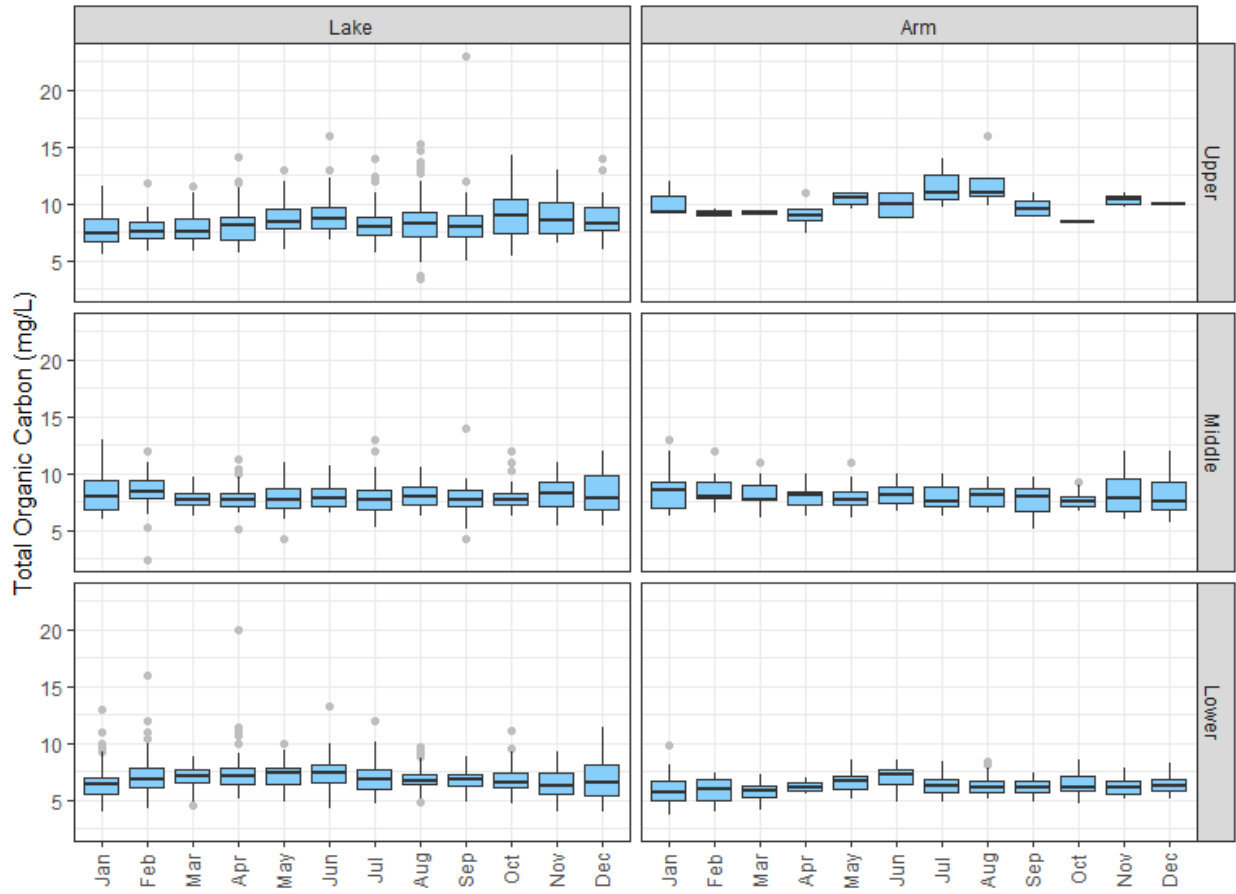 Lake
Arm
Total Organic Carbon (mg/L)
20
15
10
5
Upper
20
15
10
5
Middle
20
15
10
5
Lower
Jan Feb Mar Apr May Jun Jul Aug Sep Oct Nov Dec
Jan Feb Mar Apr May Jun Jul Aug Sep Oct Nov Dec